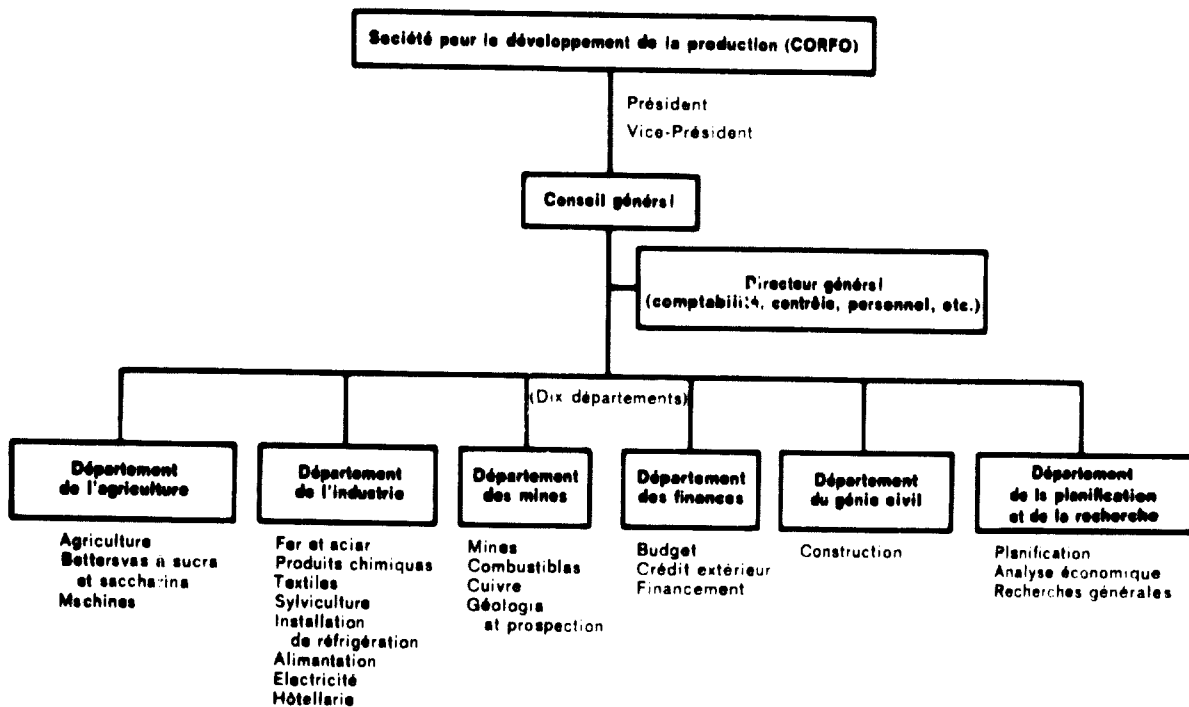 Société pour le développement de la production (CORFO)
Président
Vice-Président
Conseil général
Directeur général
(comptabilité, contrôle, personnel, etc.)
(Dix départements)
Département
de l'agriculture
Agriculture
Betteraves à sucre
et saccharine
Machines
Département
de l'industrie
Fer et acier
Produits chimiques
Textiles
Sylviculture
Installation
de réfrigération
Alimentation
Electricité
Hôtellerie
Département
des mines
Mines
Combustibles
Cuivre
Géologie
et prospection
Département
des finances
Budget
Crédit extérieur
Financement
Département
du génie civil
Construction
Département
de la planification
et de la recherche
Planification
Analyse économique
Recherches générales